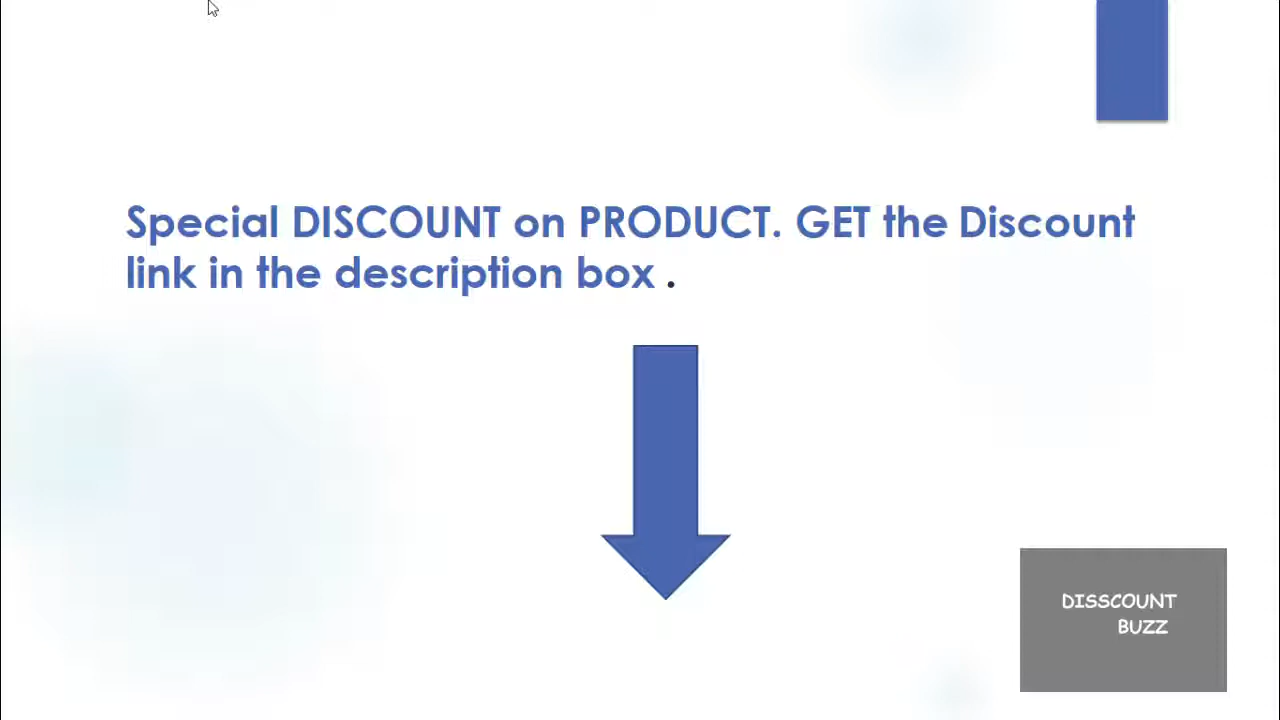 Special DISCOUNT on PRODUCT. GET the Discount
link in the description box .
DISSCOUNT
BUZZ